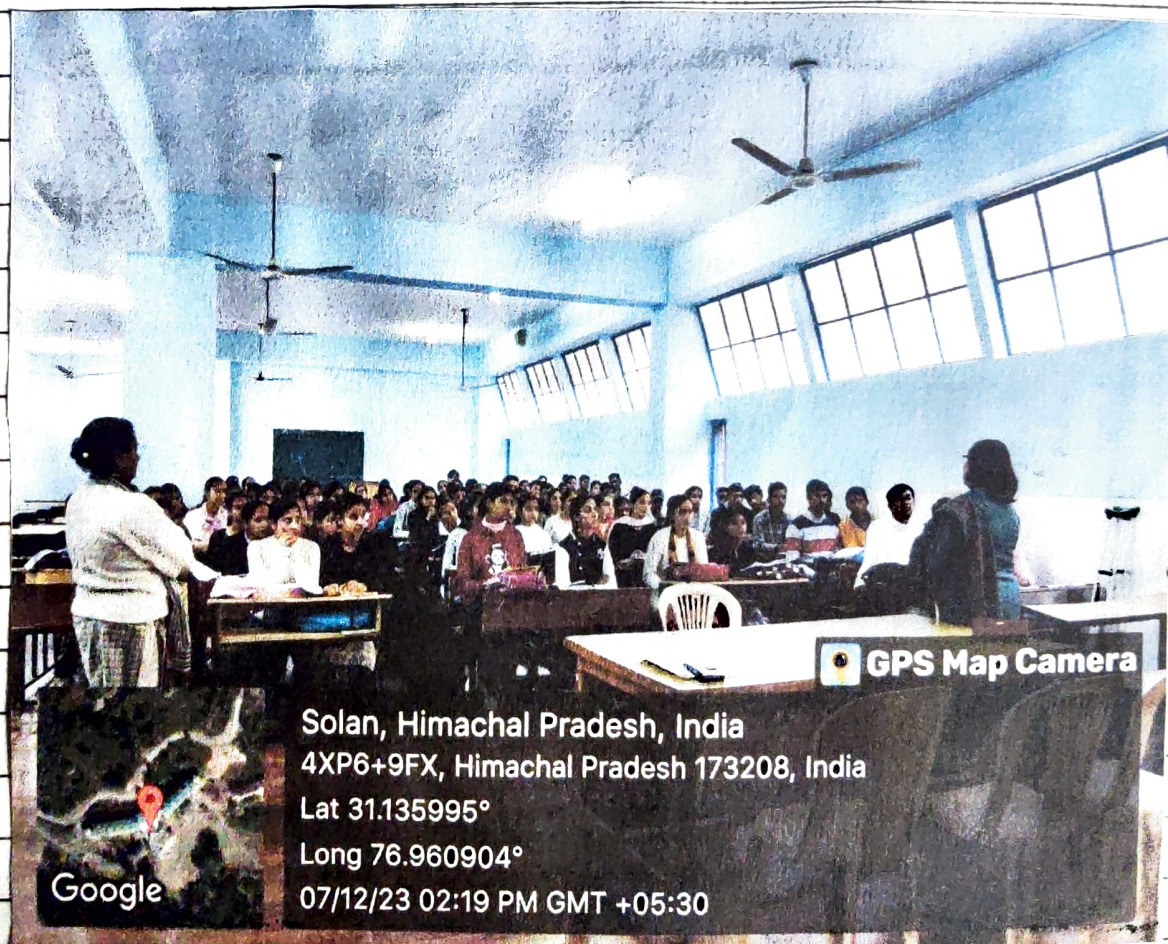 GPS Map Camera
Solan, Himachal Pradesh, India
4XP6+9FX, Himachal Pradesh 173208, India
Lat 31.135995°
Long 76.960904°
07/12/23 02:19 PM GMT +05:30
Google